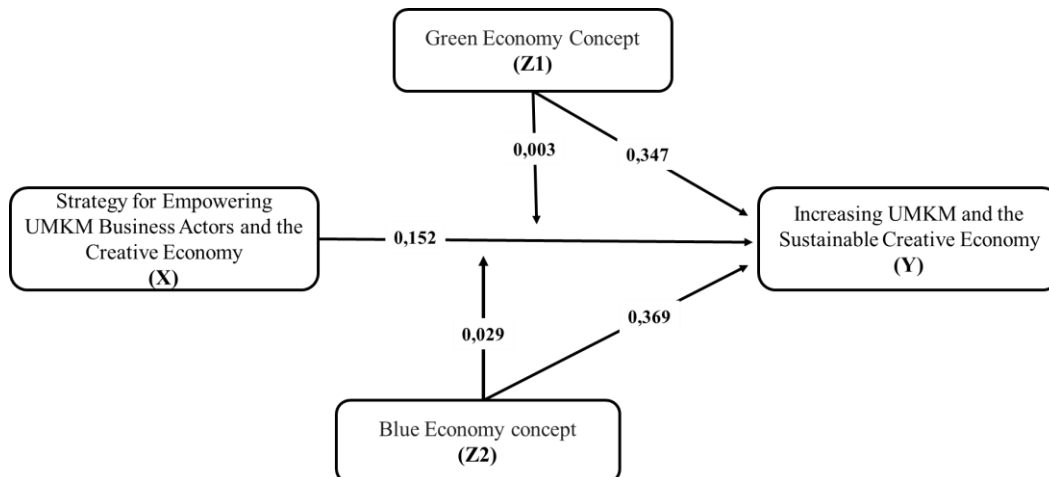 Green Economy Concept
(Z1)
0,003
0,347
Strategy for Empowering
UMKM Business Actors and the
Creative Economy
(X)
0,152
Increasing UMKM and the
Sustainable Creative Economy
(Y)
0,029
0,369
Blue Economy concept
(Z2)